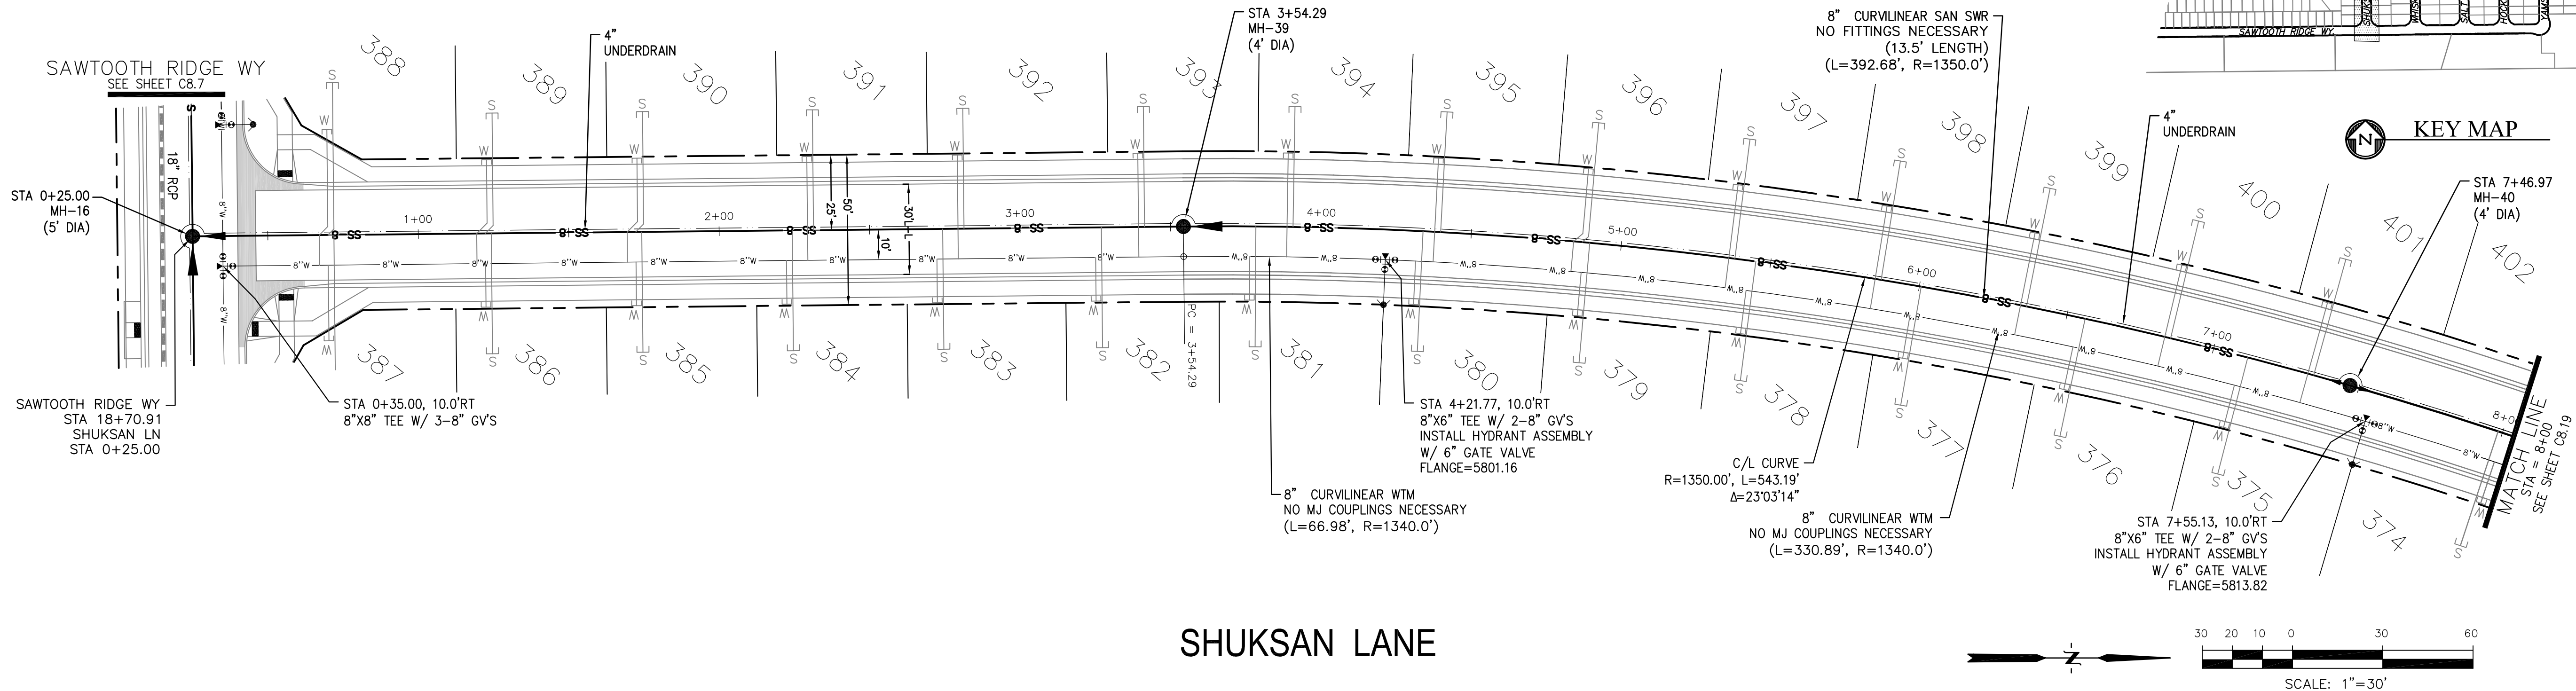 SAWTOOTH RIDGE WY
SEE SHEET C8.7
18" RCP
STA 0+25.00
MH-16
(5' DIA)
SAWTOOTH RIDGE WY
STA 18+70.91
SHUKSAN LN
STA 0+25.00
STA 0+35.00, 10.0'RT
8"X8" TEE W/ 3-8" GV'S
4"
UNDERDRAIN
STA 3+54.29
MH-39
(4' DIA)
8" CURVILINEAR SAN SWR
NO FITTINGS NECESSARY
(13.5' LENGTH)
(L=392.68', R=1350.0')
4"
UNDERDRAIN
STA 7+46.97
MH-40
(4' DIA)
SAWTOOTH RIDGE WY.
N
KEY MAP
388
389
390
391
392
393
394
395
396
397
398
399
400
401
402
387
386
385
384
383
382
381
380
379
378
377
376
375
374
1+00
2+00
3+00
4+00
5+00
6+00
7+00
25'
50'
30' L-L
10'
PC = 3+54.29
8" CURVILINEAR WTM
NO MJ COUPLINGS NECESSARY
(L=66.98', R=1340.0')
STA 4+21.77, 10.0'RT
8"X6" TEE W/ 2-8" GV'S
INSTALL HYDRANT ASSEMBLY
W/ 6" GATE VALVE
FLANGE=5801.16
C/L CURVE
R=1350.00', L=543.19'
Δ=23°03'14"
8" CURVILINEAR WTM
NO MJ COUPLINGS NECESSARY
(L=330.89', R=1340.0')
STA 7+55.13, 10.0'RT
8"X6" TEE W/ 2-8" GV'S
INSTALL HYDRANT ASSEMBLY
W/ 6" GATE VALVE
FLANGE=5813.82
MATCH LINE
STA = 8+00
SEE SHEET C8.19
SHUKSAN LANE
30 20 10 0 30 60
SCALE: 1"=30'